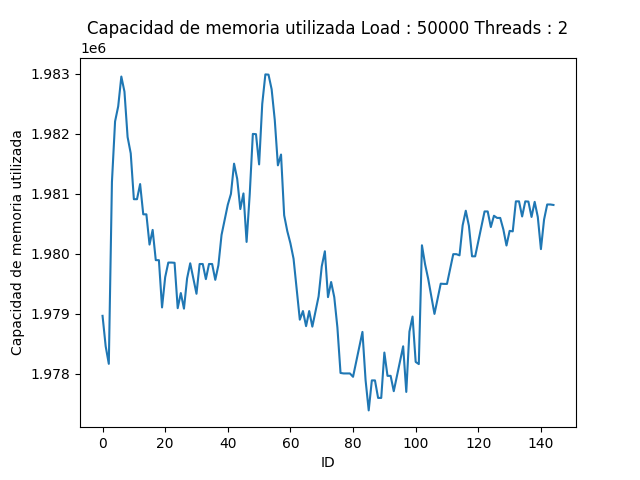 Capacidad de memoria utilizada Load : 50000 Threads : 2
1e6
1.983
1.982
1.981
1.980
1.979
1.978
Capacidad de memoria utilizada
0 20 40 60 80 100 120 140
ID